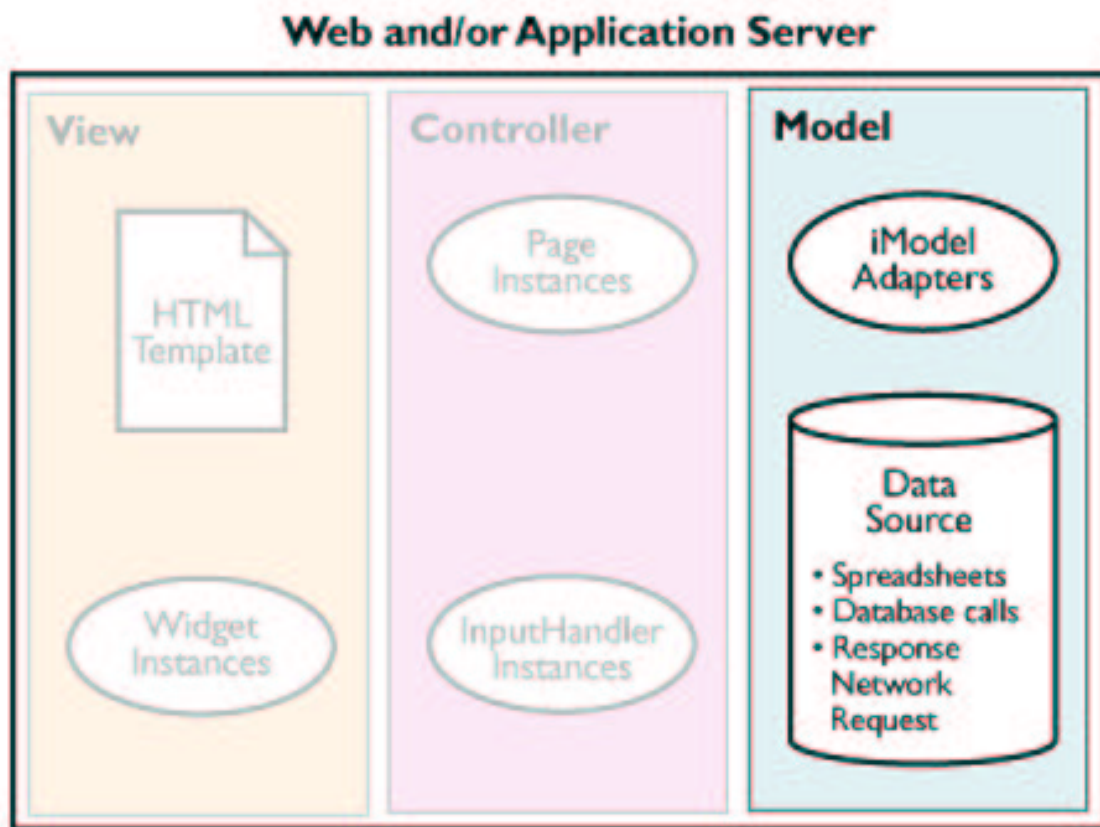 Web and/or Application Server
View
HTML
Template
Widget
Instances
Controller
Page
Instances
InputHandler
Instances
Model
iModel
Adapters
Data
Source
• Spreadsheets
• Database calls
• Response
Network
Request